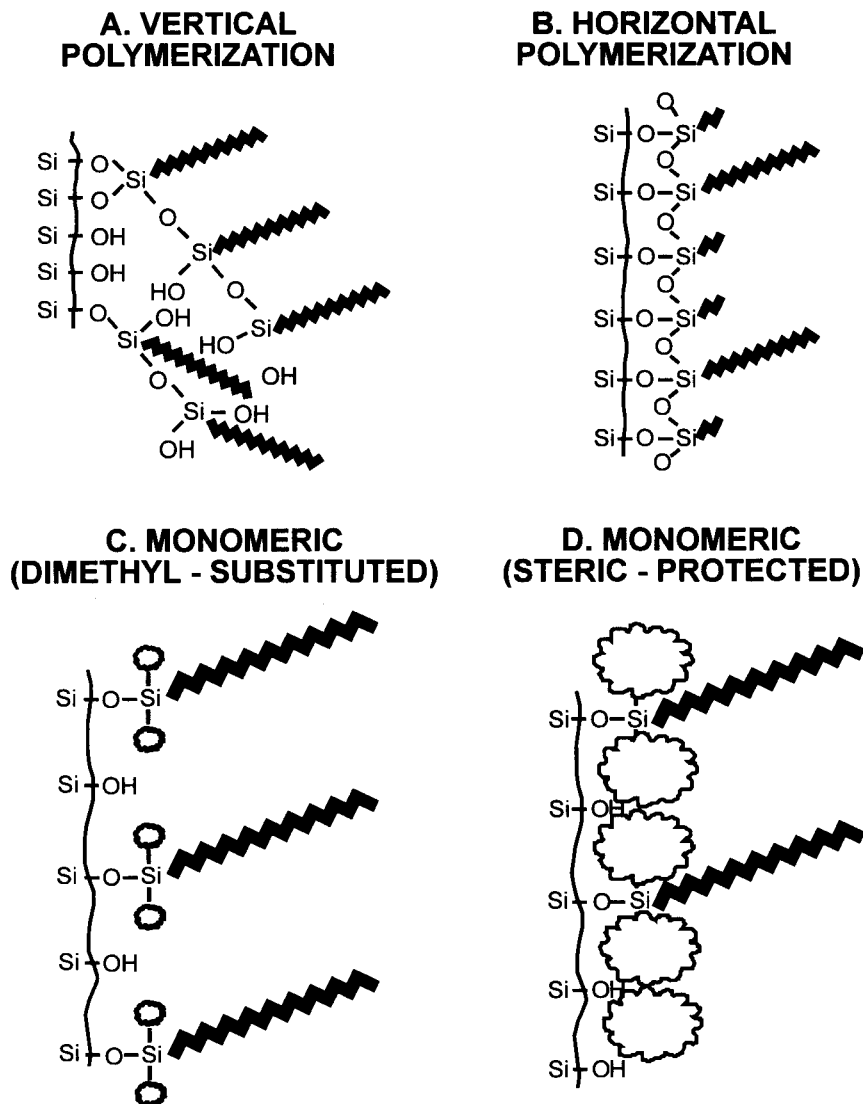 A. VERTICAL
POLYMERIZATION
Si O
Si
Si O
O
Si OH
Si
Si OH
HO O
Si O OH
Si
Si HO
O OH
Si OH
OH
B. HORIZONTAL
POLYMERIZATION
O
Si O Si
O
Si O Si
O
Si O Si
O
Si O Si
O
Si O Si
O
Si O Si
O
C. MONOMERIC
(DIMETHYL - SUBSTITUTED)
Si O Si
Si OH
Si O Si
Si OH
Si O Si
D. MONOMERIC
(STERIC - PROTECTED)
Si O Si
Si OH
Si O Si
Si OH
Si OH